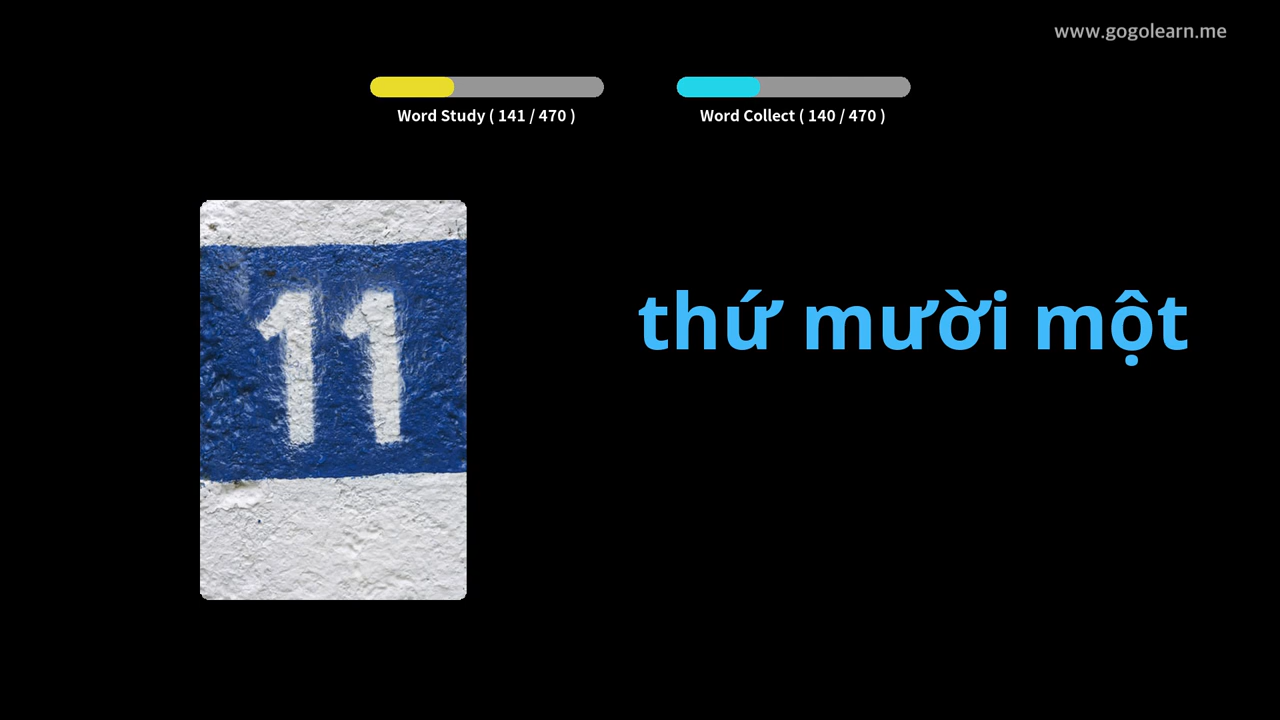 www.gogolearn.me
Word Study ( 141 / 470 )
Word Collect ( 140 / 470 )
11
thứ mười một